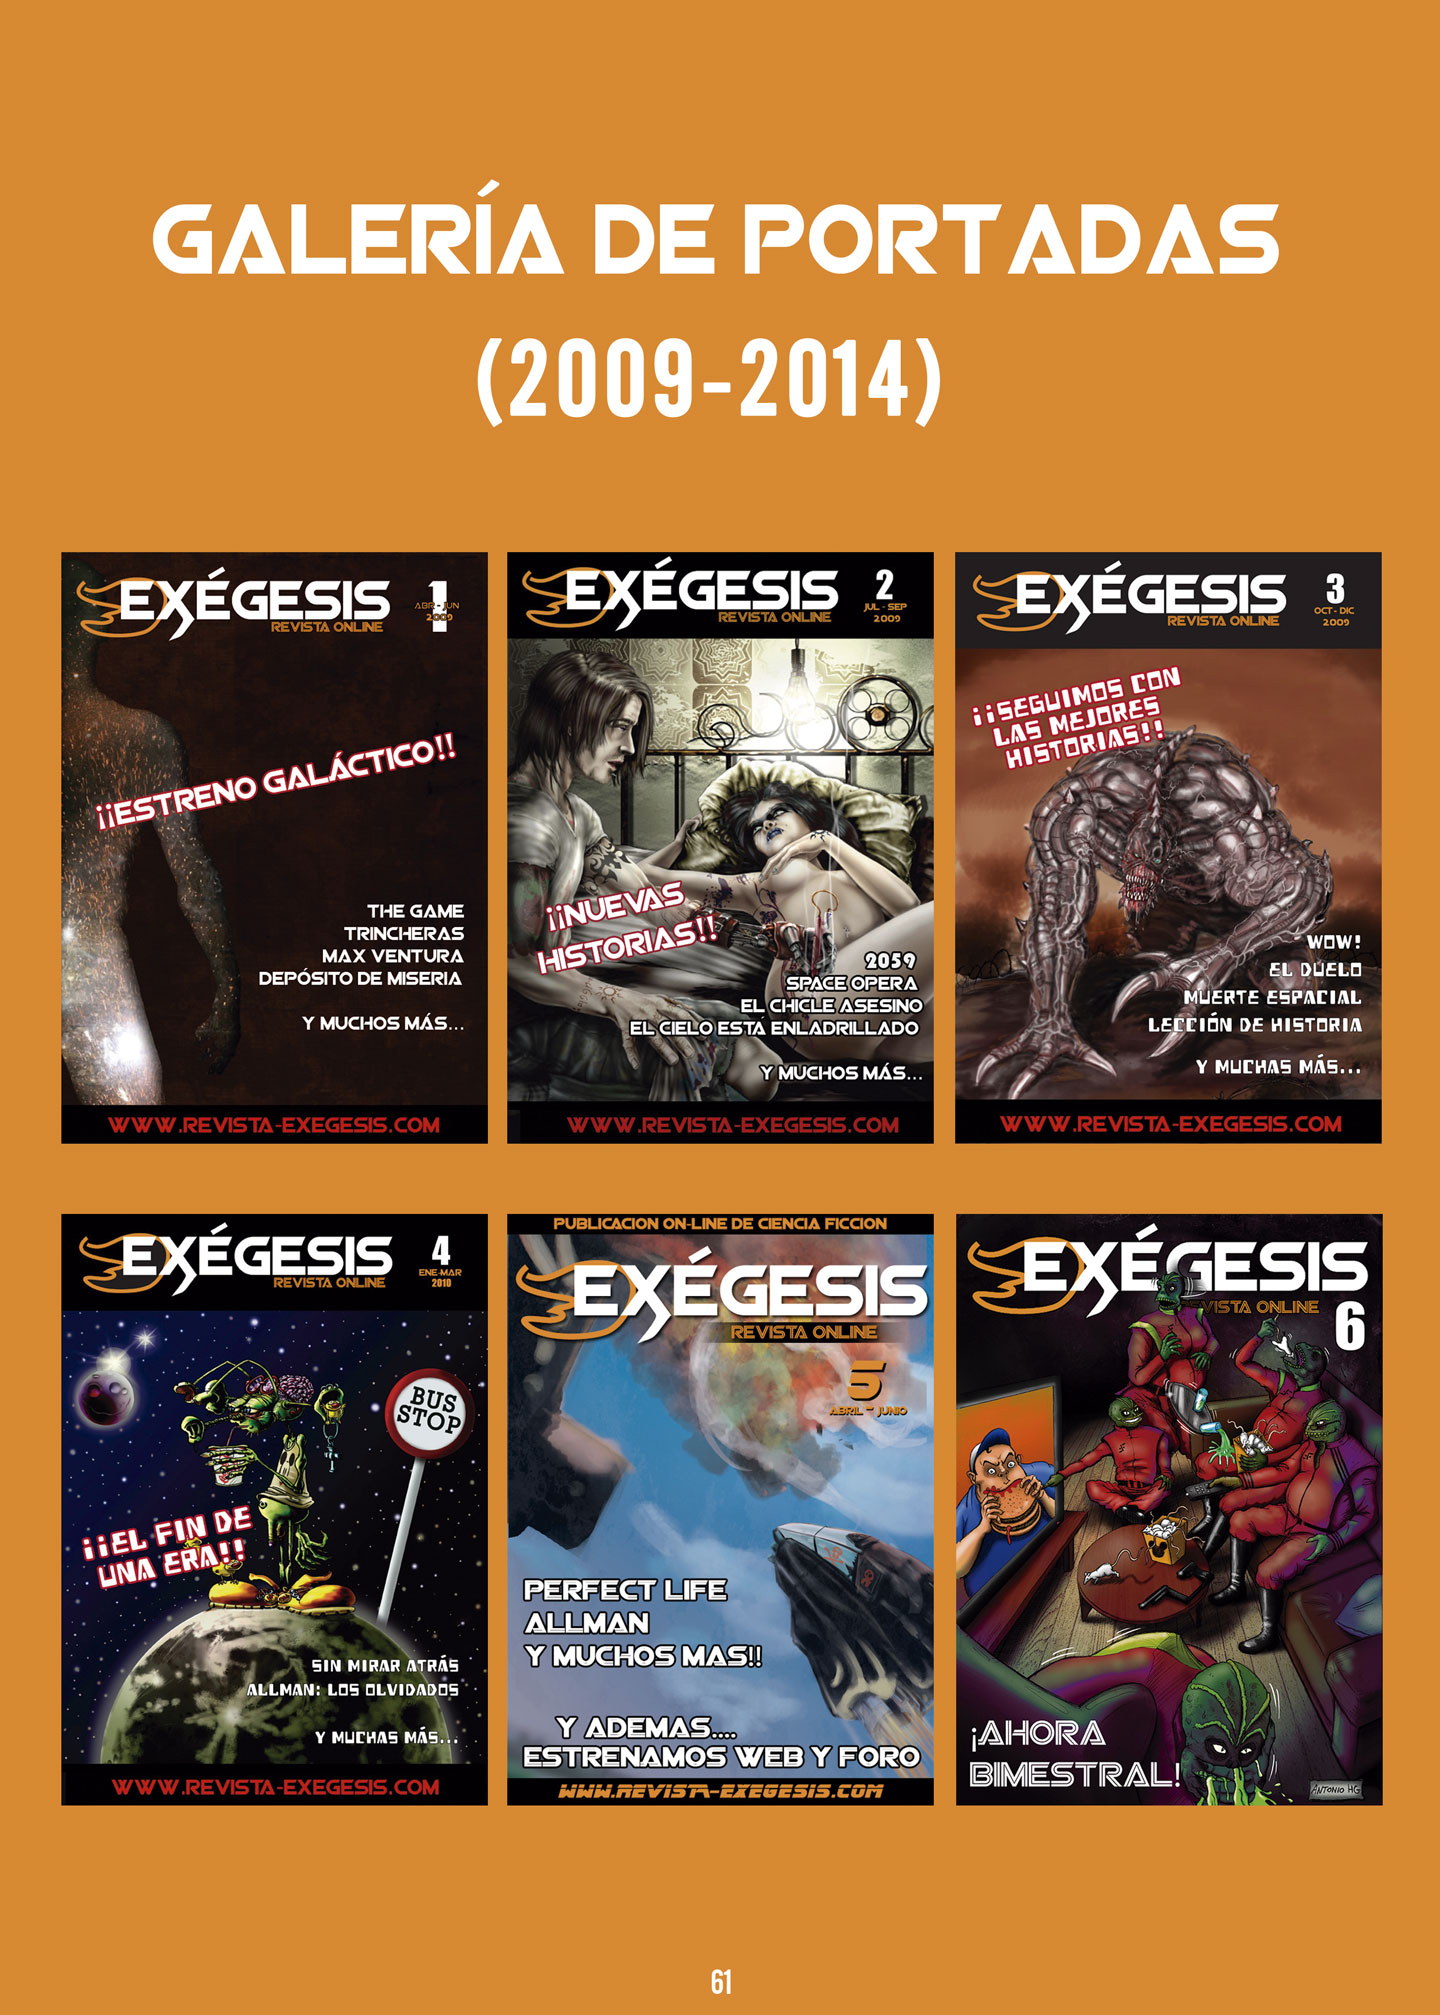 GALERÍA DE PORTADAS
(2009-2014)
EXÉGESIS
REVISTA ONLINE
1
ABR - JUN
2009
¡¡ESTRENO GALÁCTICO!!
THE GAME
TRINCHERAS
MAX VENTURA
DEPÓSITO DE MISERIA
Y MUCHOS MÁS...
WWW.REVISTA-EXEGESIS.COM
EXÉGESIS
REVISTA ONLINE
2
JUL - SEP
2009
¡¡NUEVAS
HISTORIAS!!
2059
SPACE OPERA
EL CHICLE ASESINO
EL CIELO ESTA ENLADRILLADO
Y MUCHOS MÁS...
WWW.REVISTA-EXEGESIS.COM
EXÉGESIS
REVISTA ONLINE
3
OCT - DIC
2009
¡¡SEGUIMOS CON
LAS MEJORES
HISTORIAS!!
WOW!
EL DUELO
MUERTE ESPACIAL
LECCIÓN DE HISTORIA
Y MUCHAS MÁS...
WWW.REVISTA-EXEGESIS.COM
EXÉGESIS
REVISTA ONLINE
4
ENE-MAR
2010
BUS
STOP
¡¡EL FIN DE
UNA ERA!!
SIN MIRAR ATRÁS
ALLMAN: LOS OLVIDADOS
Y MUCHAS MÁS...
WWW.REVISTA-EXEGESIS.COM
PUBLICACION ON-LINE DE CIENCIA FICCION
EXÉGESIS
REVISTA ONLINE
5
ABRIL - JUNIO
PERFECT LIFE
ALLMAN
Y MUCHOS MAS!!
Y ADEMAS....
ESTRENAMOS WEB Y FORO
WWW.REVISTA-EXEGESIS.COM
EXÉGESIS
REVISTA ONLINE
6
¡AHORA
BIMESTRAL!
ANTONIO HG
61